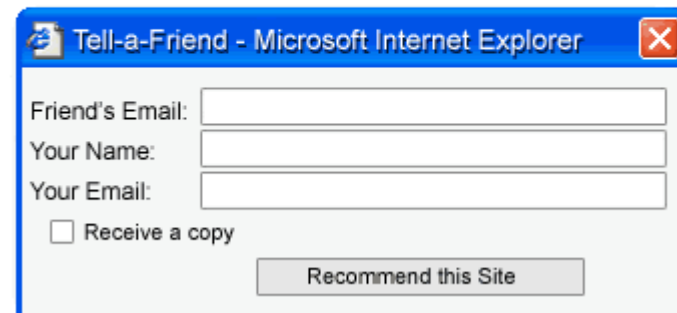 Tell-a-Friend - Microsoft Internet Explorer
Friend's Email:
Your Name:
Your Email:
Receive a copy
Recommend this Site